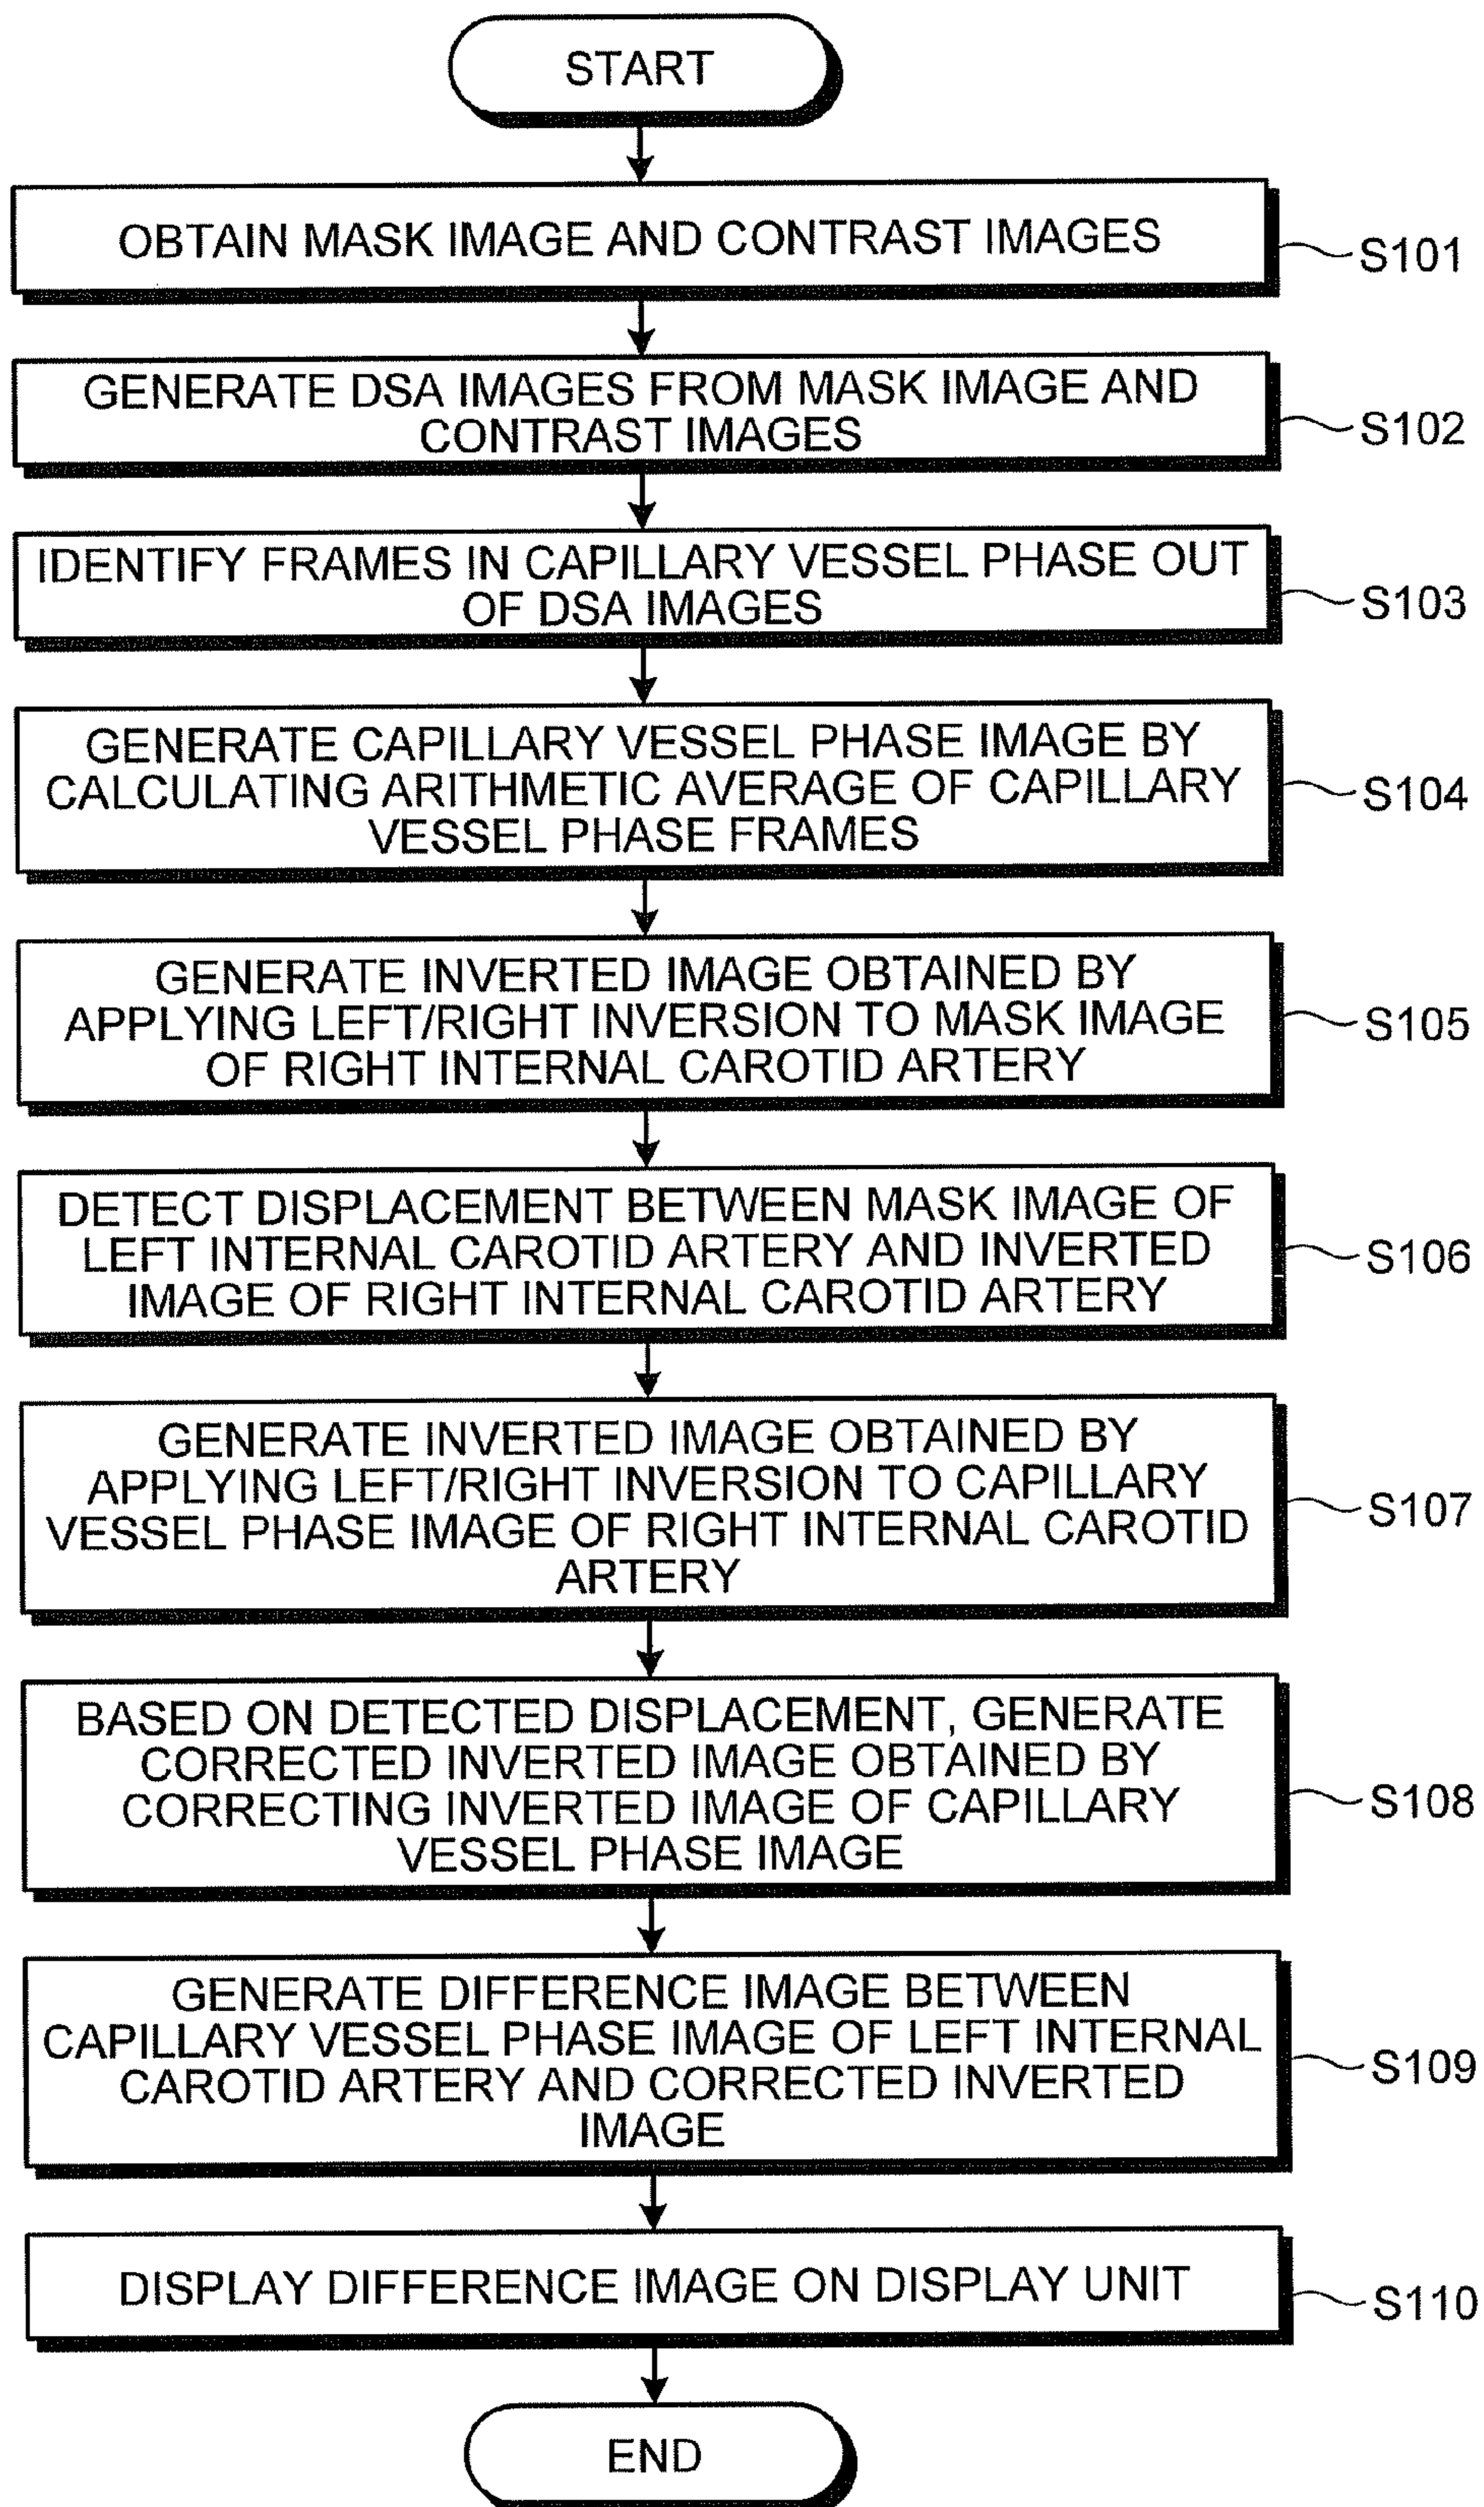 START
OBTAIN MASK IMAGE AND CONTRAST IMAGES
S101
GENERATE DSA IMAGES FROM MASK IMAGE AND
CONTRAST IMAGES
S102
IDENTIFY FRAMES IN CAPILLARY VESSEL PHASE OUT
OF DSA IMAGES
S103
GENERATE CAPILLARY VESSEL PHASE IMAGE BY
CALCULATING ARITHMETIC AVERAGE OF CAPILLARY
VESSEL PHASE FRAMES
S104
GENERATE INVERTED IMAGE OBTAINED BY
APPLYING LEFT/RIGHT INVERSION TO MASK IMAGE
OF RIGHT INTERNAL CAROTID ARTERY
S105
DETECT DISPLACEMENT BETWEEN MASK IMAGE OF
LEFT INTERNAL CAROTID ARTERY AND INVERTED
IMAGE OF RIGHT INTERNAL CAROTID ARTERY
S106
GENERATE INVERTED IMAGE OBTAINED BY
APPLYING LEFT/RIGHT INVERSION TO CAPILLARY
VESSEL PHASE IMAGE OF RIGHT INTERNAL CAROTID
ARTERY
S107
BASED ON DETECTED DISPLACEMENT, GENERATE
CORRECTED INVERTED IMAGE OBTAINED BY
CORRECTING INVERTED IMAGE OF CAPILLARY
VESSEL PHASE IMAGE
S108
GENERATE DIFFERENCE IMAGE BETWEEN
CAPILLARY VESSEL PHASE IMAGE OF LEFT INTERNAL
CAROTID ARTERY AND CORRECTED INVERTED
IMAGE
S109
DISPLAY DIFFERENCE IMAGE ON DISPLAY UNIT
S110
END